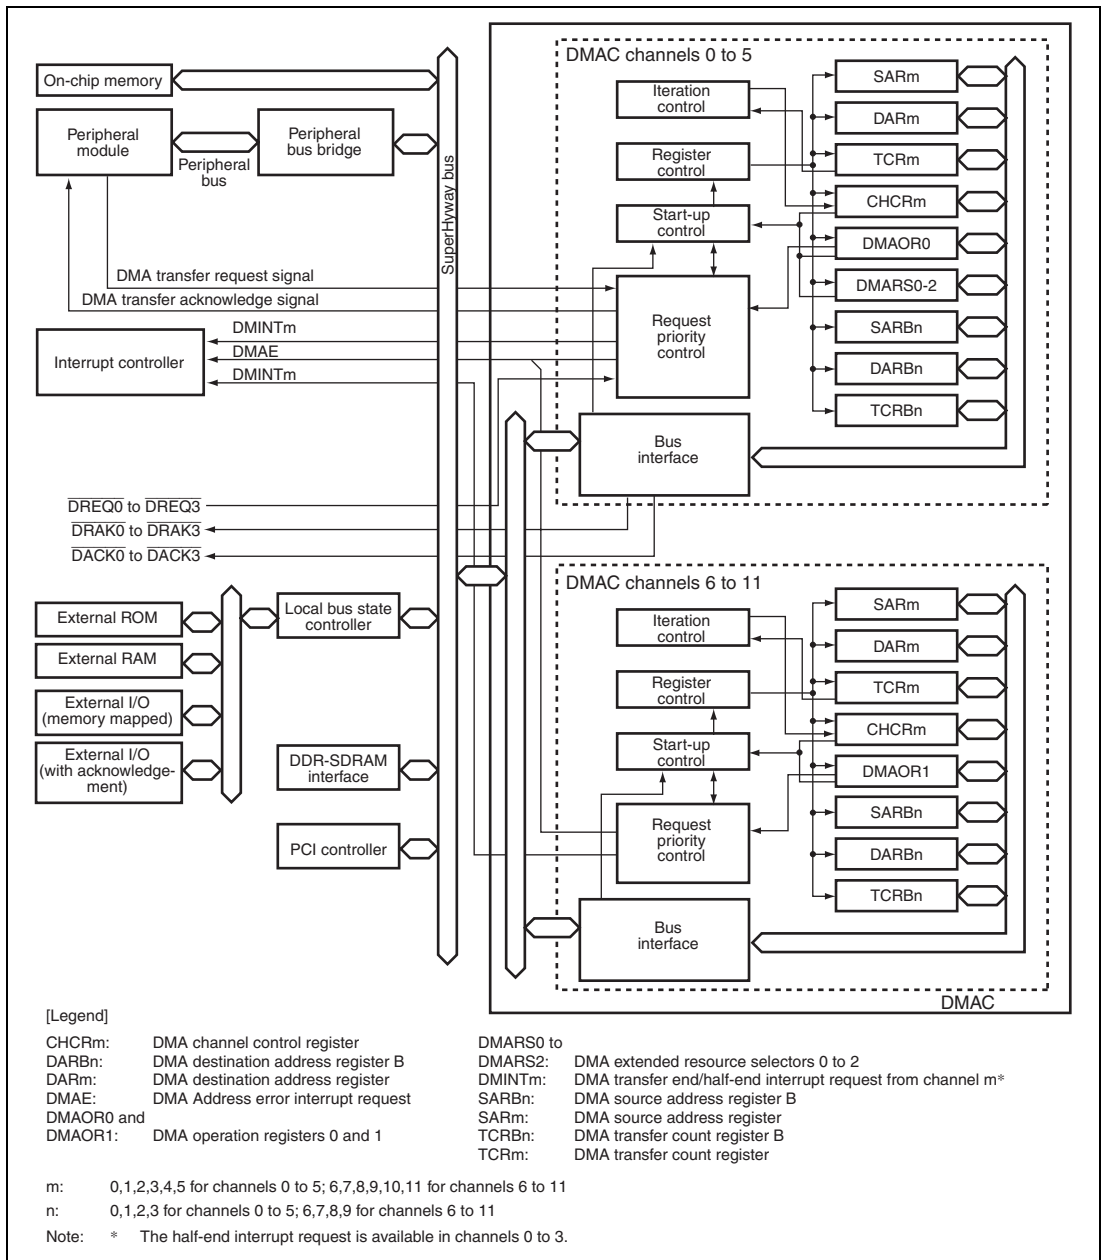 DMAC channels 0 to 5
On-chip memory
Peripheral
module
Peripheral
bus
Peripheral
bus bridge
SuperHyway bus
Iteration
control
Register
control
Start-up
control
Request
priority
control
Bus
interface
SARm
DARm
TCRm
CHCRm
DMAOR0
DMARS0-2
SARBn
DARBn
TCRBn
DMA transfer request signal
DMA transfer acknowledge signal
Interrupt controller
DMINTm
DMAE
DMINTm
DREQ0 to DREQ3
DRAK0 to DRAK3
DACK0 to DACK3
External ROM
External RAM
External I/O
(memory mapped)
External I/O
(with acknowledge-
ment)
Local bus state
controller
DDR-SDRAM
interface
PCI controller
DMAC channels 6 to 11
Iteration
control
Register
control
Start-up
control
Request
priority
control
Bus
interface
SARm
DARm
TCRm
CHCRm
DMAOR1
SARBn
DARBn
TCRBn
DMAC
[Legend]
CHCRm: DMA channel control register
DARBn: DMA destination address register B
DARm: DMA destination address register
DMAE: DMA Address error interrupt request
DMAOR0 and
DMAOR1: DMA operation registers 0 and 1
DMARS0 to
DMARS2: DMA extended resource selectors 0 to 2
DMINTm: DMA transfer end/half-end interrupt request from channel m*
SARBn: DMA source address register B
SARm: DMA source address register
TCRBn: DMA transfer count register B
TCRm: DMA transfer count register
m: 0,1,2,3,4,5 for channels 0 to 5; 6,7,8,9,10,11 for channels 6 to 11
n: 0,1,2,3 for channels 0 to 5; 6,7,8,9 for channels 6 to 11
Note: * The half-end interrupt request is available in channels 0 to 3.